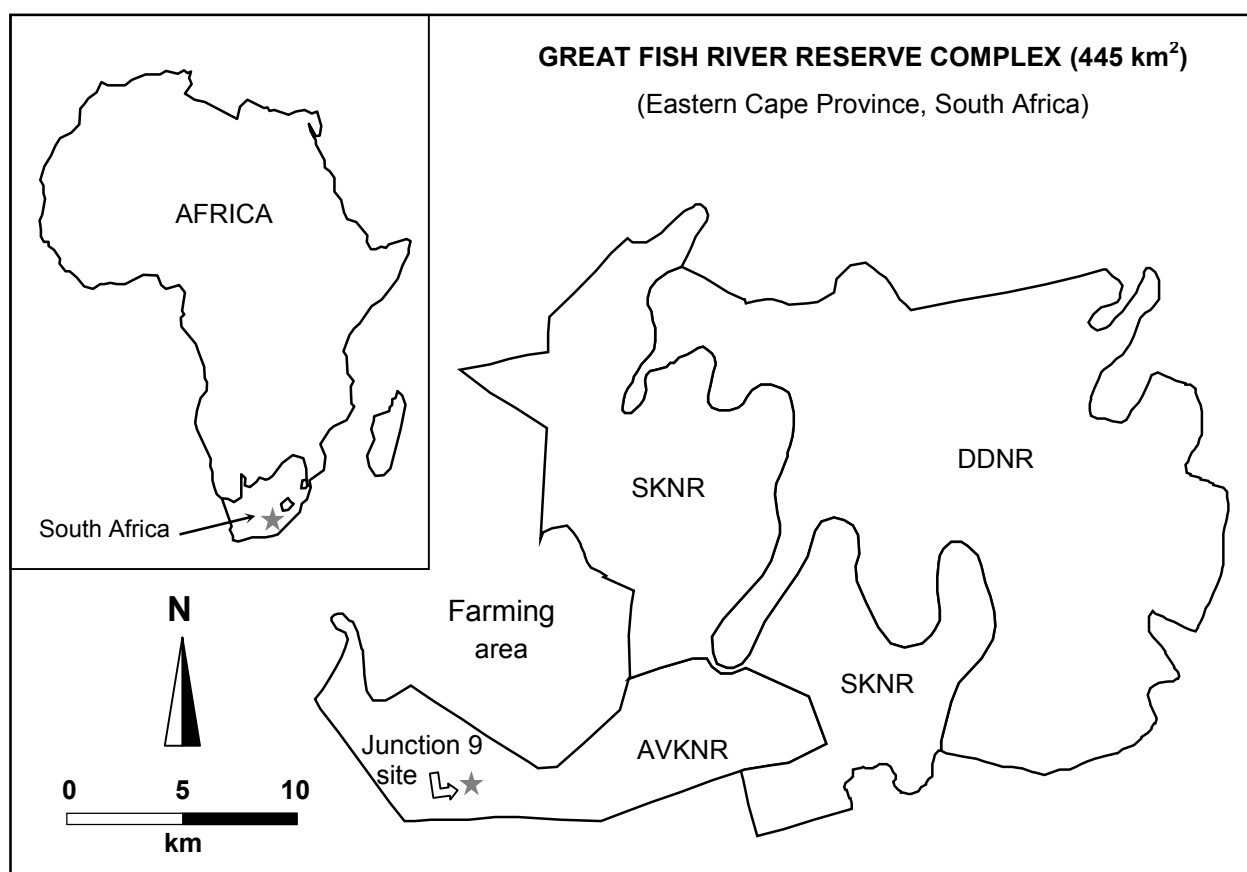 GREAT FISH RIVER RESERVE COMPLEX (445 km²)
(Eastern Cape Province, South Africa)
AFRICA
South Africa
SKNR
DDNR
N
Farming
area
SKNR
AVKNR
Junction 9
site
0 5 10
km